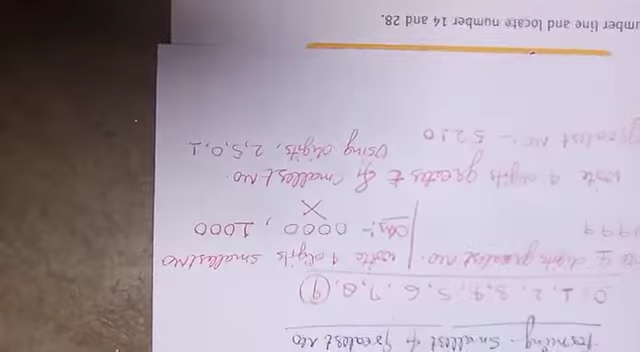 Forming smallest & greatest no
0, 1, 2, 3, 4, 5, 6, 7, 8, 9
4 digits greatest no. write 4 digits smallest no
9999 Ans:- 0000, 1000
X
write 4 digits greatest & smallest no.
Using digits, 2,5,0,1
greatest no :- 5210
umber line and locate number 14 and 28.